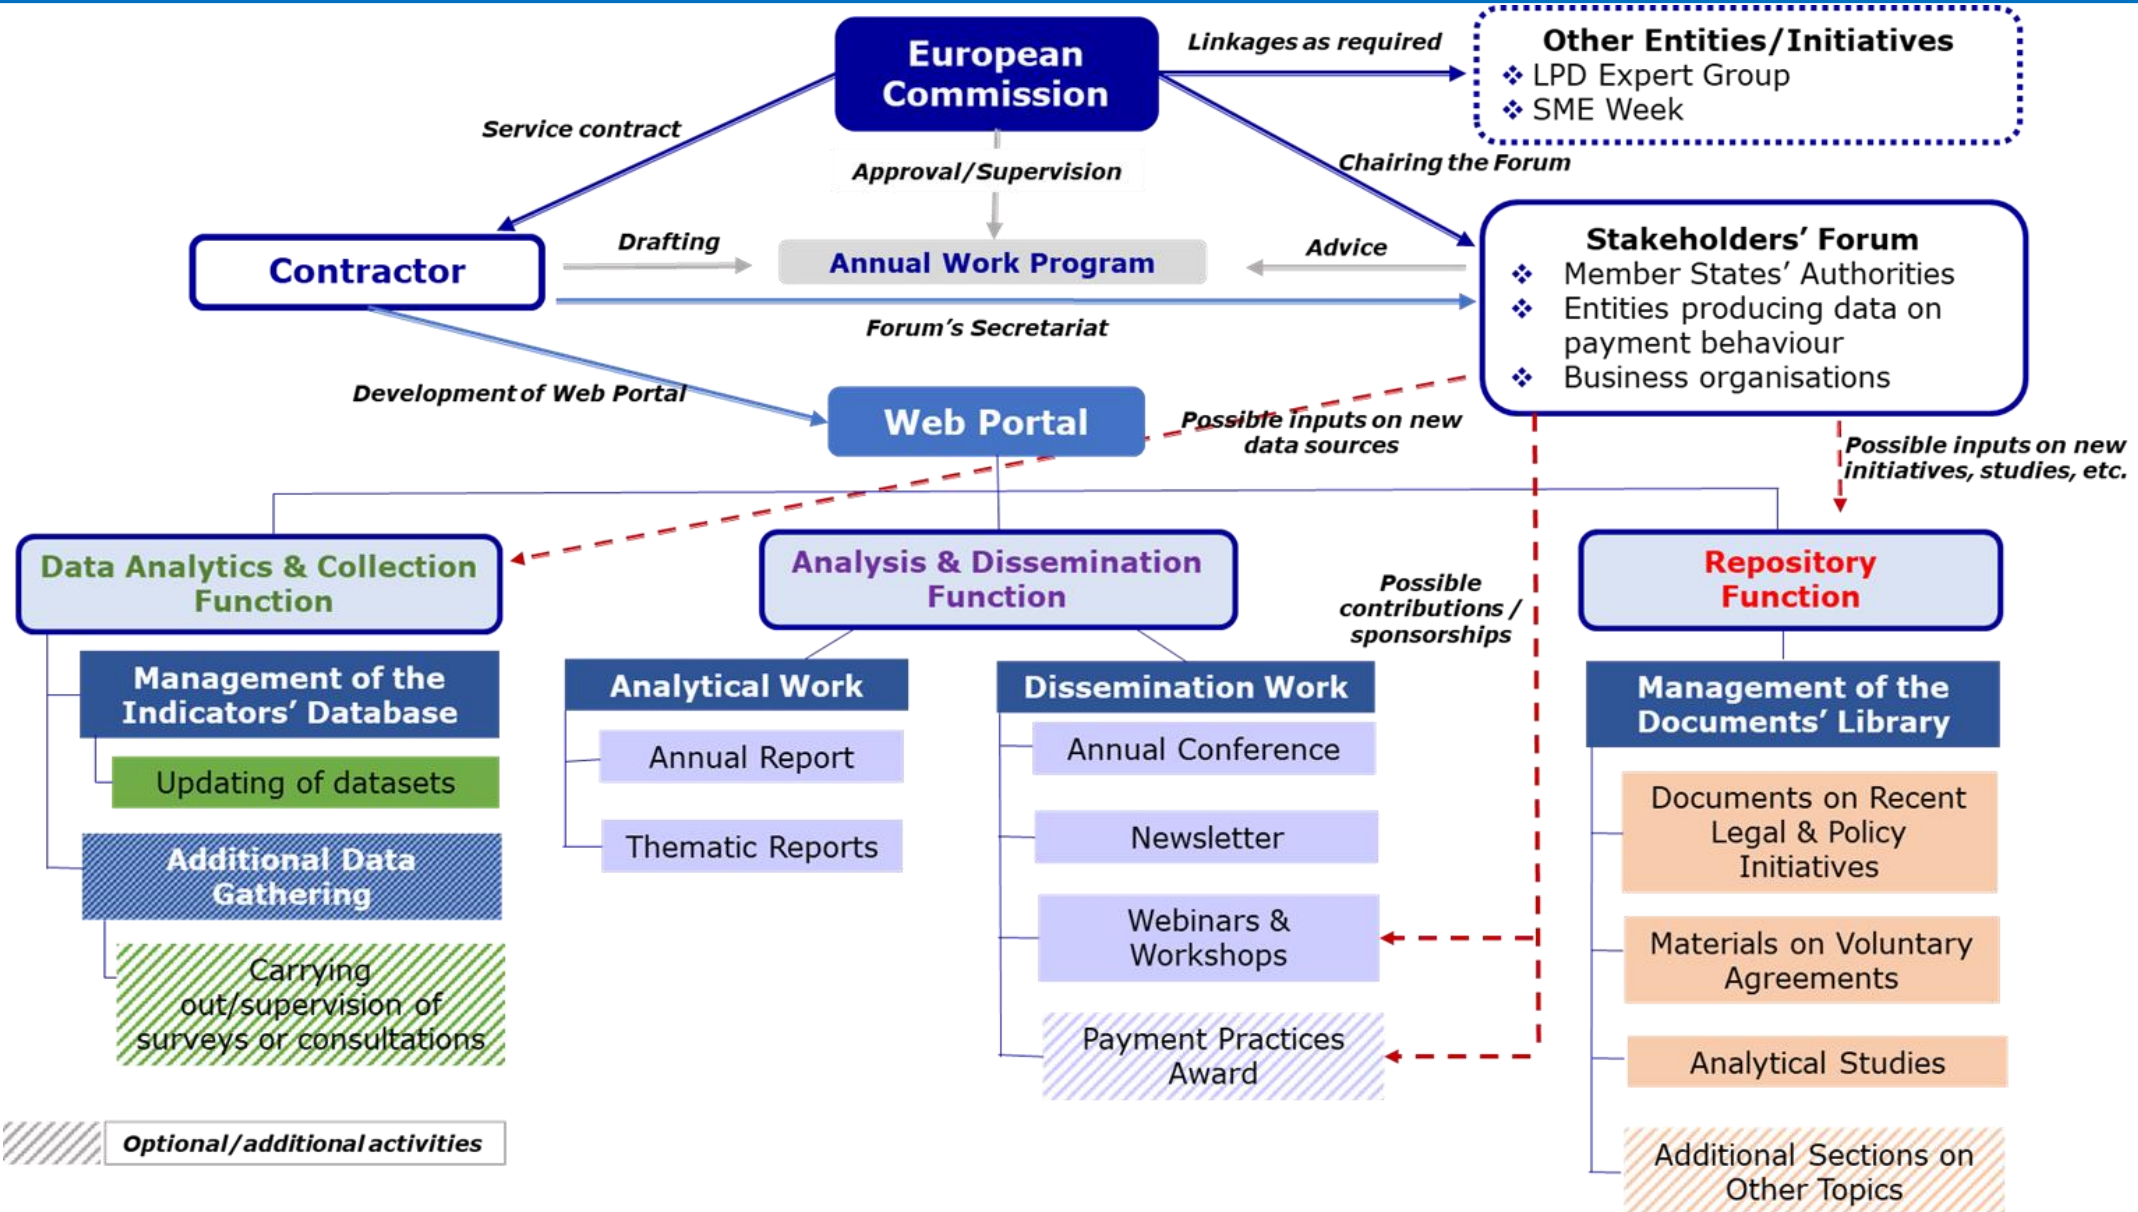 European
Commission
Linkages as required
Other Entities/Initiatives
❖ LPD Expert Group
❖ SME Week
Service contract
Approval/Supervision
Chairing the Forum
Contractor
Drafting
Annual Work Program
Advice
Forum’s Secretariat
Stakeholders’ Forum
❖ Member States’ Authorities
❖ Entities producing data on
payment behaviour
❖ Business organisations
Development of Web Portal
Web Portal
Possible inputs on new
data sources
Possible inputs on new
initiatives, studies, etc.
Data Analytics & Collection
Function
Management of the
Indicators’ Database
Updating of datasets
Additional Data
Gathering
Carrying
out/supervision of
surveys or consultations
Analysis & Dissemination
Function
Analytical Work
Annual Report
Thematic Reports
Dissemination Work
Annual Conference
Newsletter
Webinars &
Workshops
Payment Practices
Award
Possible
contributions /
sponsorships
Repository
Function
Management of the
Documents’ Library
Documents on Recent
Legal & Policy
Initiatives
Materials on Voluntary
Agreements
Analytical Studies
Additional Sections on
Other Topics
Optional/additional activities